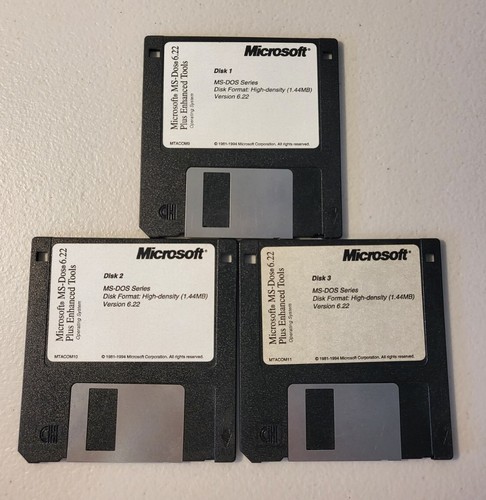 Microsoft®
Disk 1
MS-DOS Series
Disk Format: High-density (1.44MB)
Version 6.22
Microsoft® MS-Dos® 6.22
Plus Enhanced Tools
Operating System
MTACOM9
© 1981-1994 Microsoft Corporation. All rights reserved.
Microsoft®
Disk 2
MS-DOS Series
Disk Format: High-density (1.44MB)
Version 6.22
Microsoft® MS-Dos® 6.22
Plus Enhanced Tools
Operating System
MTACOM10
© 1981-1994 Microsoft Corporation. All rights reserved.
Microsoft®
Disk 3
MS-DOS Series
Disk Format: High-density (1.44MB)
Version 6.22
Microsoft® MS-Dos® 6.22
Plus Enhanced Tools
Operating System
MTACOM11
© 1981-1994 Microsoft Corporation. All rights reserved.